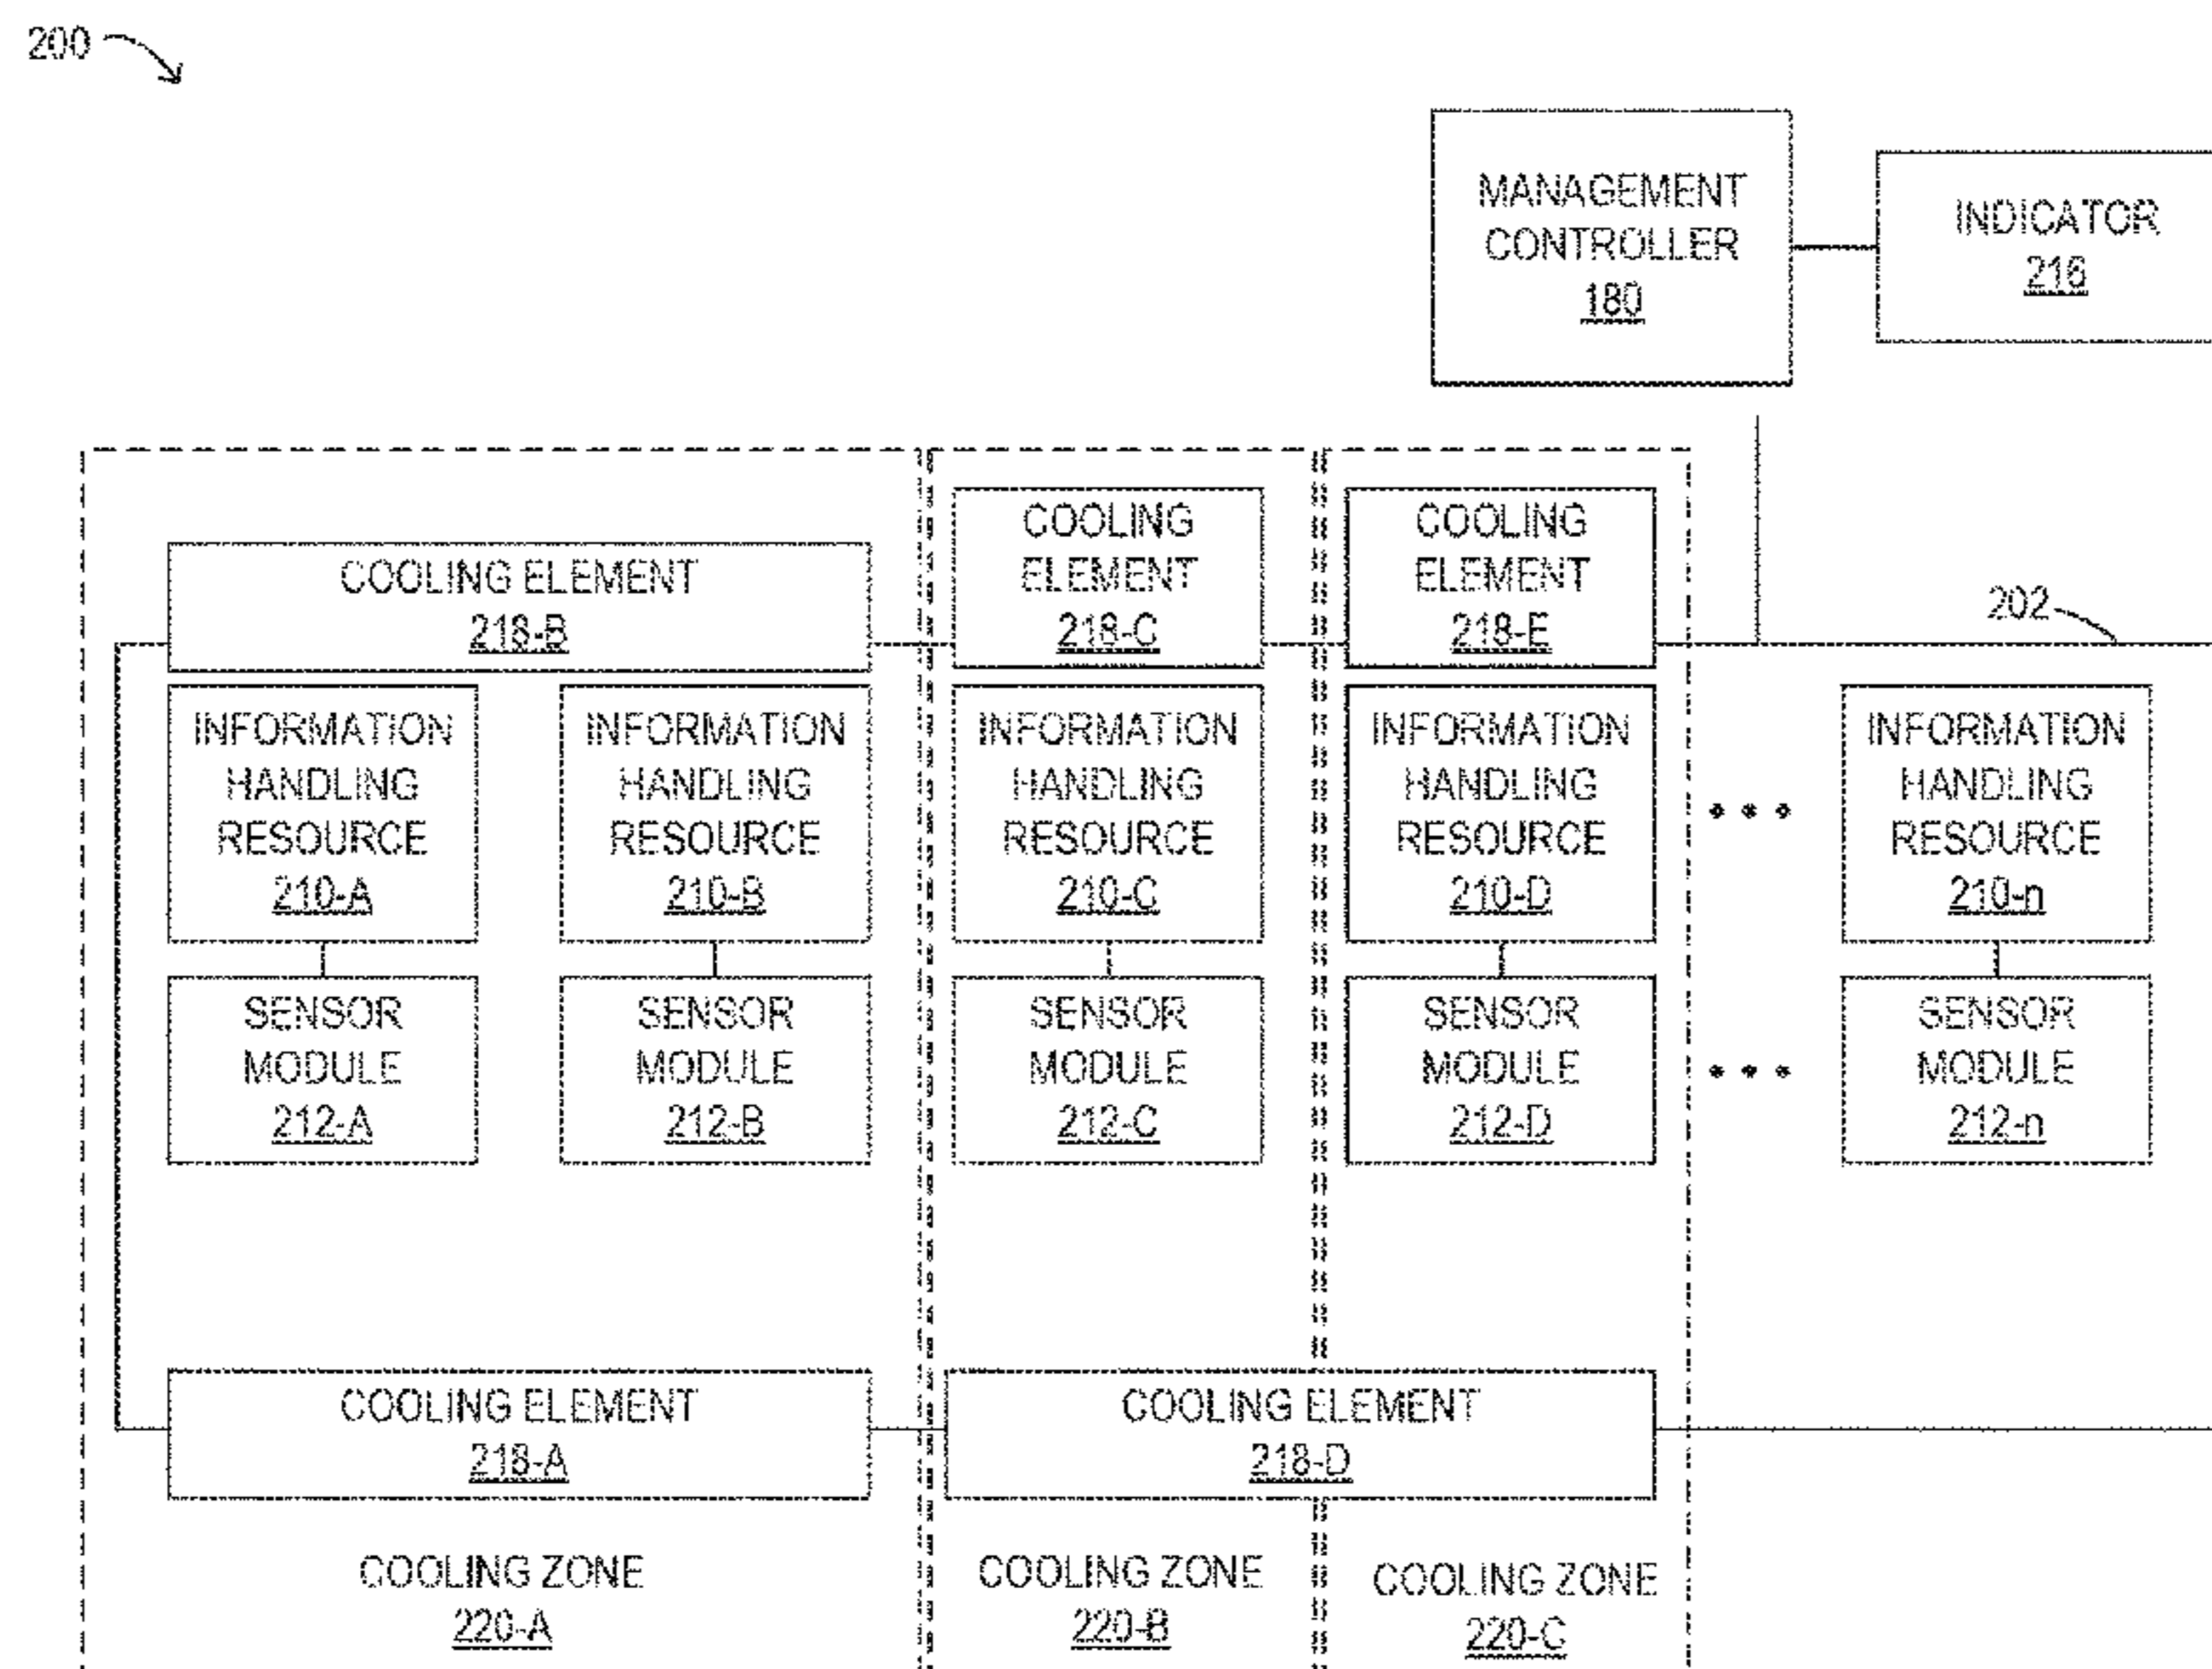 200
MANAGEMENT
CONTROLLER
180
INDICATOR
216
COOLING ELEMENT
218-B
COOLING
ELEMENT
218-C
COOLING
ELEMENT
218-E
202
INFORMATION
HANDLING
RESOURCE
210-A
INFORMATION
HANDLING
RESOURCE
210-B
INFORMATION
HANDLING
RESOURCE
210-C
INFORMATION
HANDLING
RESOURCE
210-D
• • •
INFORMATION
HANDLING
RESOURCE
210-n
SENSOR
MODULE
212-A
SENSOR
MODULE
212-B
SENSOR
MODULE
212-C
SENSOR
MODULE
212-D
• • •
SENSOR
MODULE
212-n
COOLING ELEMENT
218-A
COOLING ELEMENT
218-D
COOLING ZONE
220-A
COOLING ZONE
220-B
COOLING ZONE
220-C